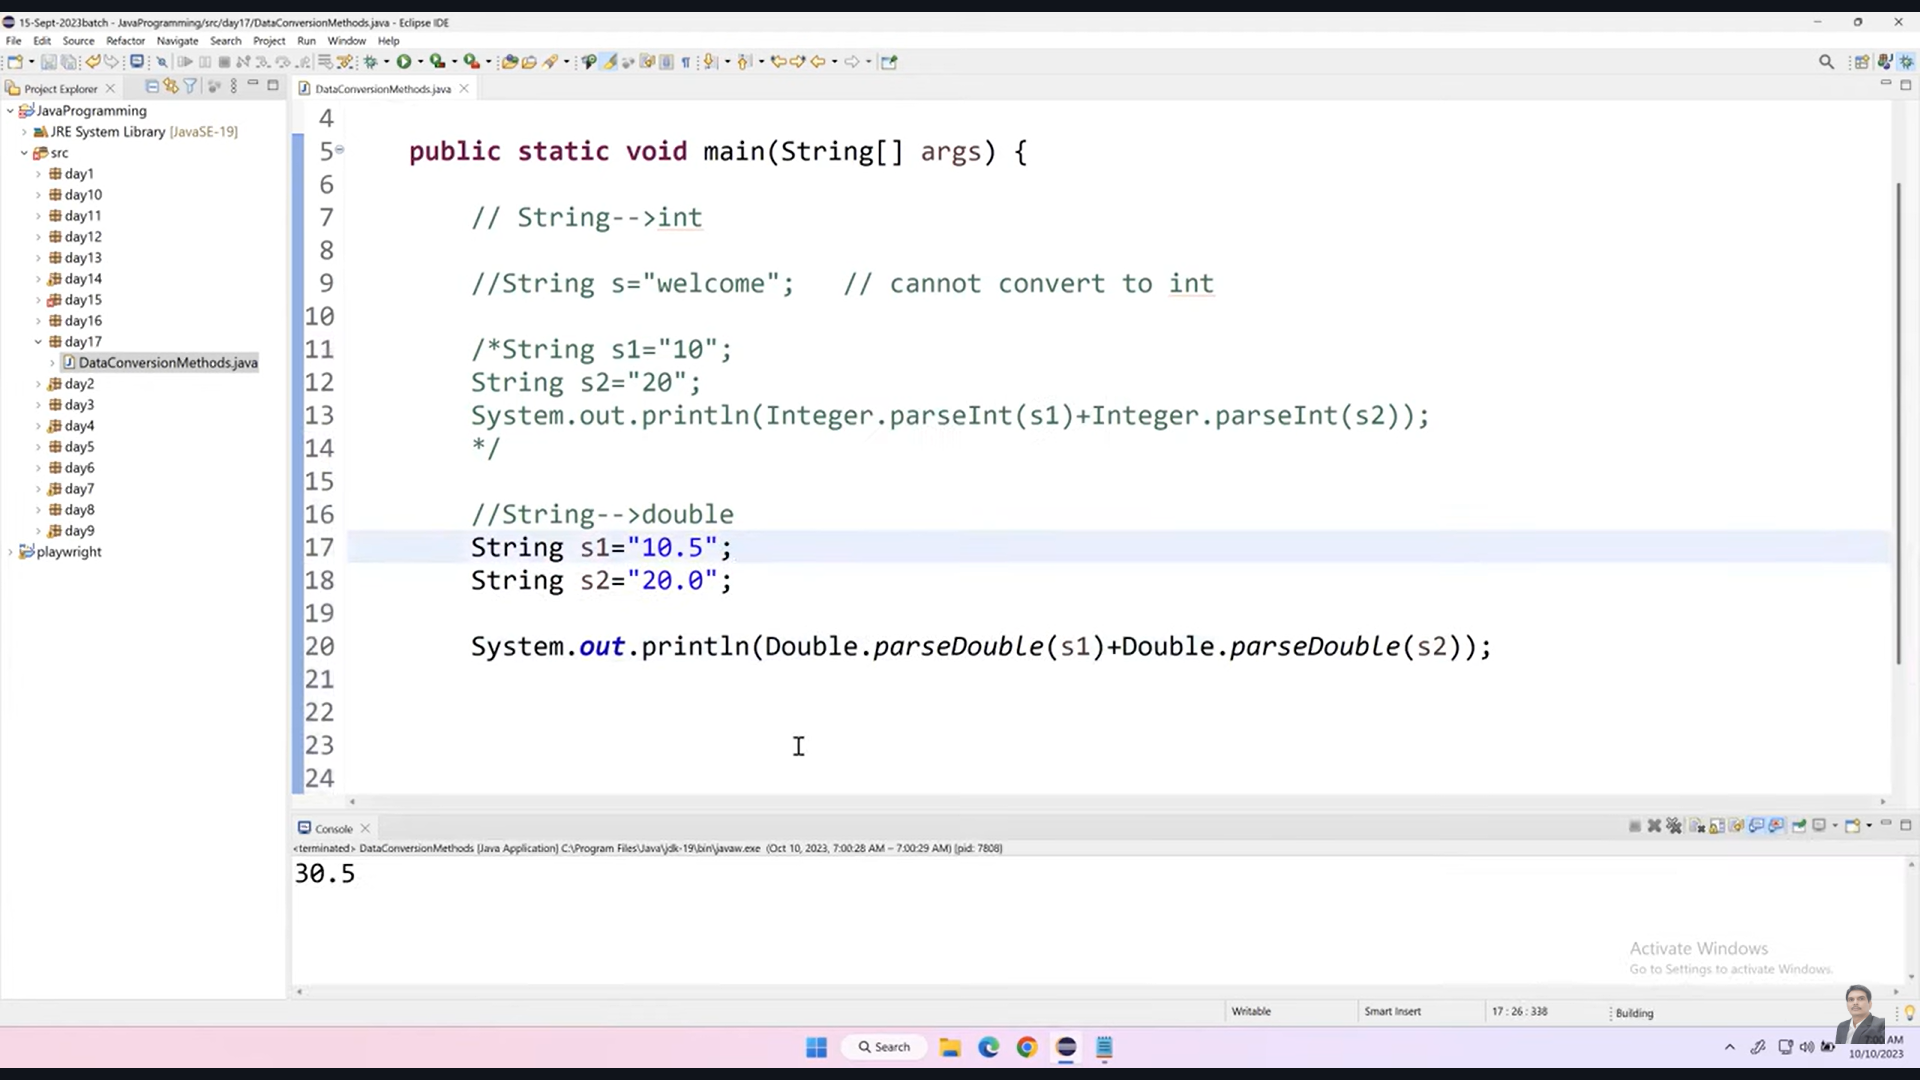 15-Sept-2023batch - JavaProgramming/src/day17/DataConversionMethods.java - Eclipse IDE
File Edit Source Refactor Navigate Search Project Run Window Help
Project Explorer
DataConversionMethods.java
JavaProgramming
JRE System Library [JavaSE-19]
src
day1
day10
day11
day12
day13
day14
day15
day16
day17
DataConversionMethods.java
day2
day3
day4
day5
day6
day7
day8
day9
playwright
4
5 public static void main(String[] args) {
6
7 // String-->int
8
9 //String s="welcome"; // cannot convert to int
10
11 /*String s1="10";
12 String s2="20";
13 System.out.println(Integer.parseInt(s1)+Integer.parseInt(s2));
14 */
15
16 //String-->double
17 String s1="10.5";
18 String s2="20.0";
19
20 System.out.println(Double.parseDouble(s1)+Double.parseDouble(s2));
21
22
23
24
Console
<terminated> DataConversionMethods [Java Application] C:\Program Files\Java\jdk-19\bin\javaw.exe (Oct 10, 2023, 7:00:28 AM – 7:00:29 AM) [pid: 7808]
30.5
Activate Windows
Go to Settings to activate Windows.
Writable
Smart Insert
17 : 26 : 338
Building
Search
7:00 AM
10/10/2023